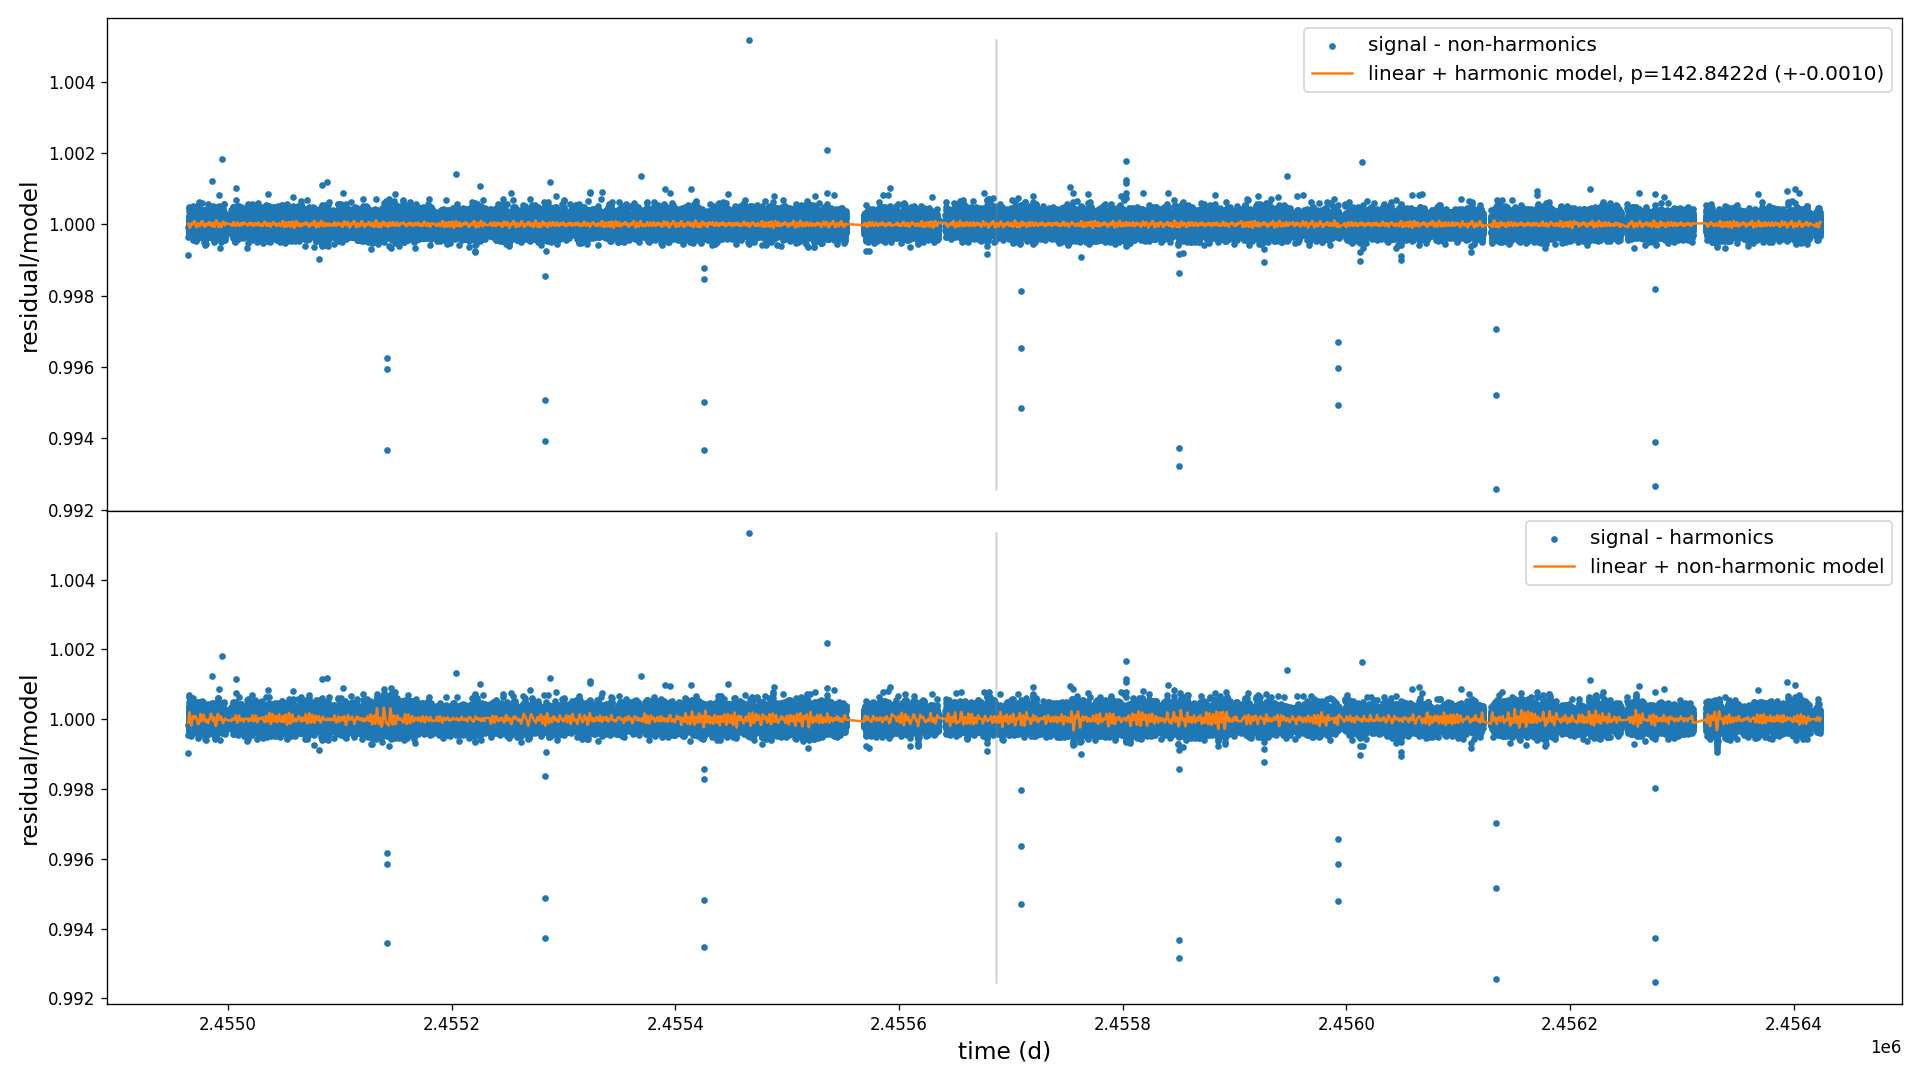 signal - non-harmonics
linear + harmonic model, p=142.8422d (+-0.0010)
1.004
1.002
1.000
0.998
0.996
0.994
0.992
residual/model
signal - harmonics
linear + non-harmonic model
1.004
1.002
1.000
0.998
0.996
0.994
0.992
residual/model
2.4550 2.4552 2.4554 2.4556 2.4558 2.4560 2.4562 2.4564
1e6
time (d)